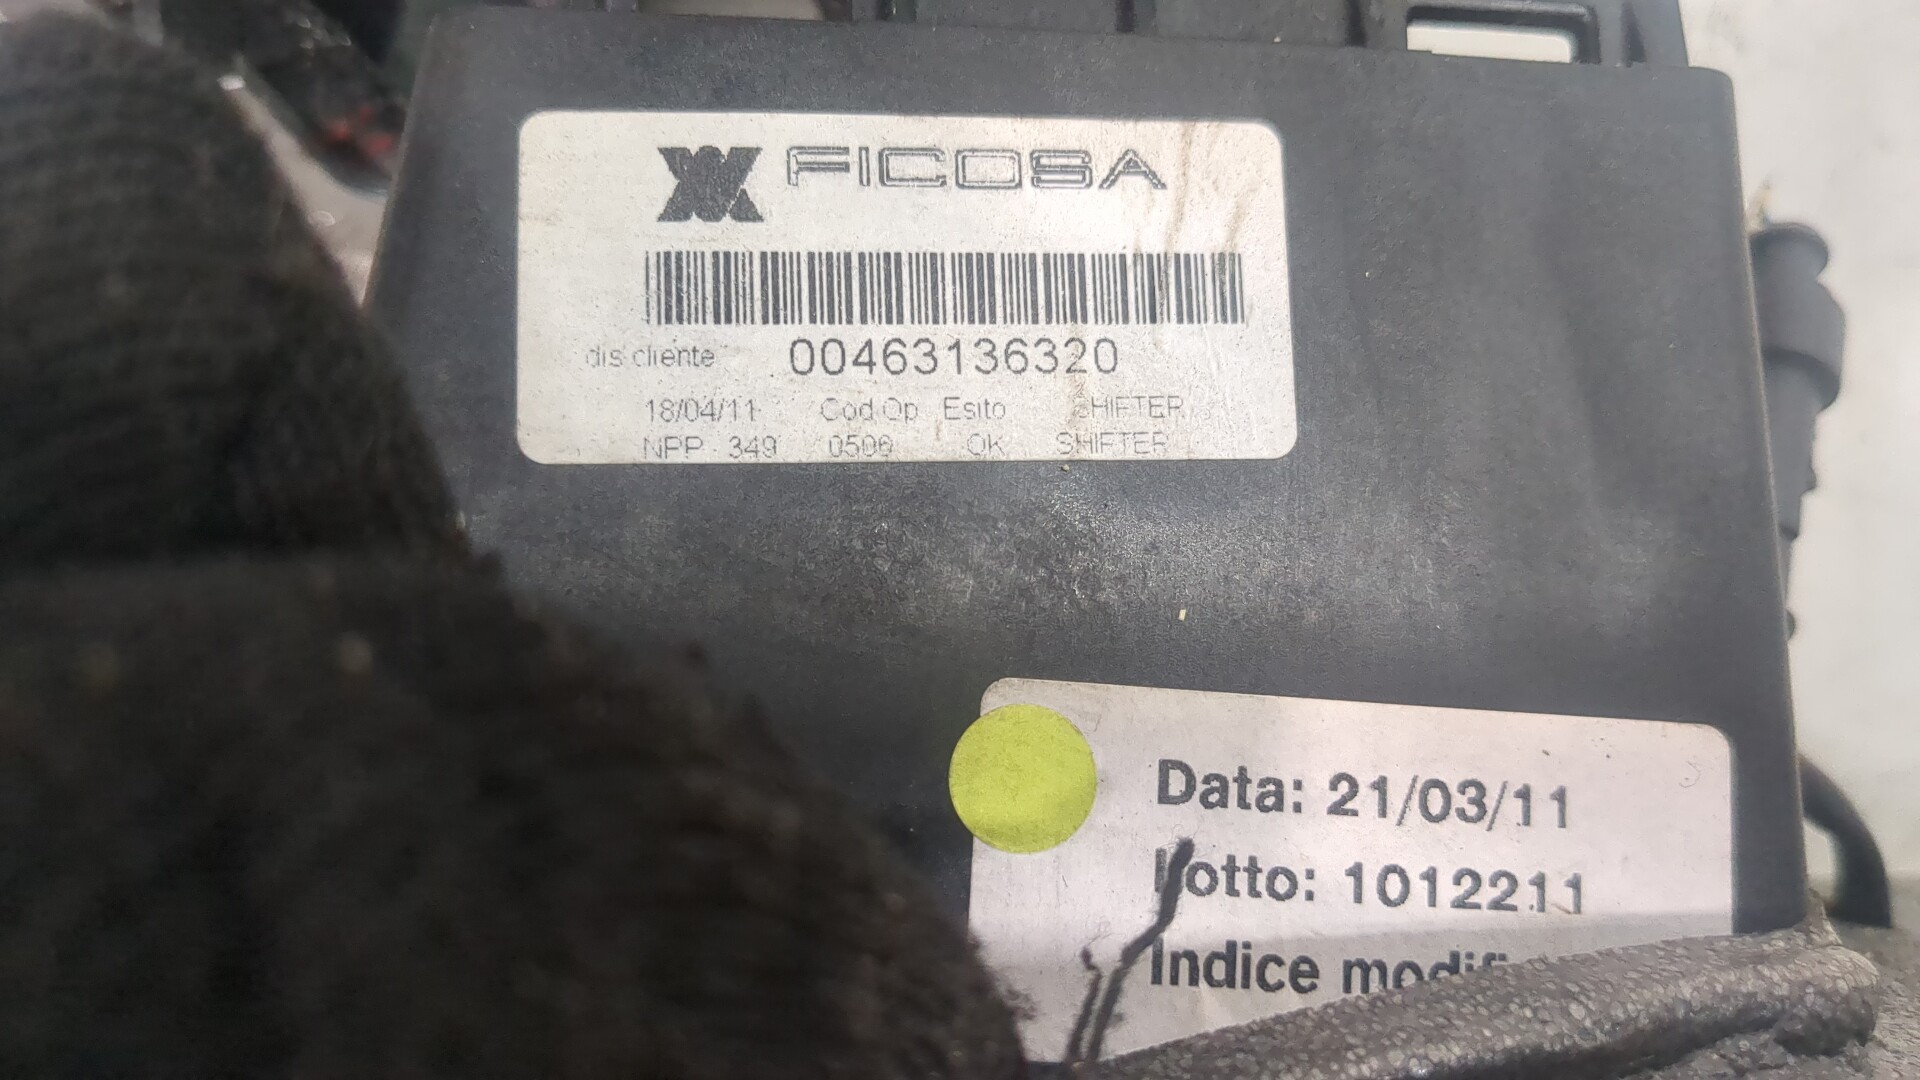 FICOSA
dis cliente 00463136320
18/04/11 Cod Op Esito SHIFTER
NPP 349 0506 OK SHIFTER
Data: 21/03/11
Lotto: 1012211
Indice